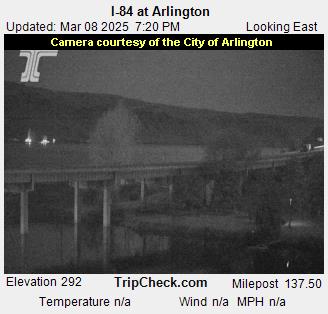 I-84 at Arlington
Updated: Mar 08 2025 7:20 PM Looking East
Camera courtesy of the City of Arlington
Elevation 292 TripCheck.com Milepost 137.50
Temperature n/a Wind n/a MPH n/a